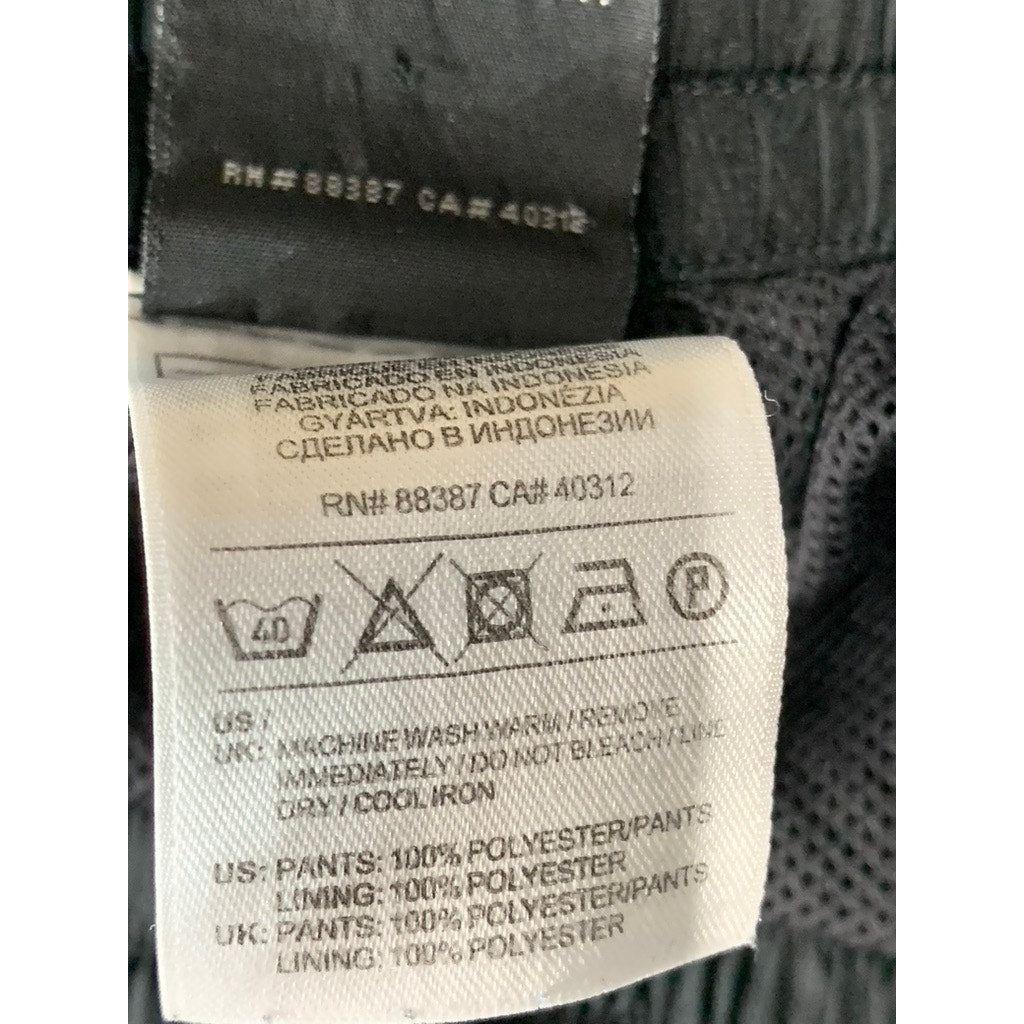 RN# 88387 CA# 40312
FABRICADO EN INDONESIA
FABRICADO NA INDONESIA
GYÁRTVA: INDONÉZIA
СДЕЛАНО В ИНДОНЕЗИИ
RN# 88387 CA# 40312
40 P
US /
UK: MACHINE WASH WARM / REMOVE
IMMEDIATELY / DO NOT BLEACH / LINE
DRY / COOL IRON
US: PANTS: 100% POLYESTER/PANTS
LINING: 100% POLYESTER
UK: PANTS: 100% POLYESTER/PANTS
LINING: 100% POLYESTER